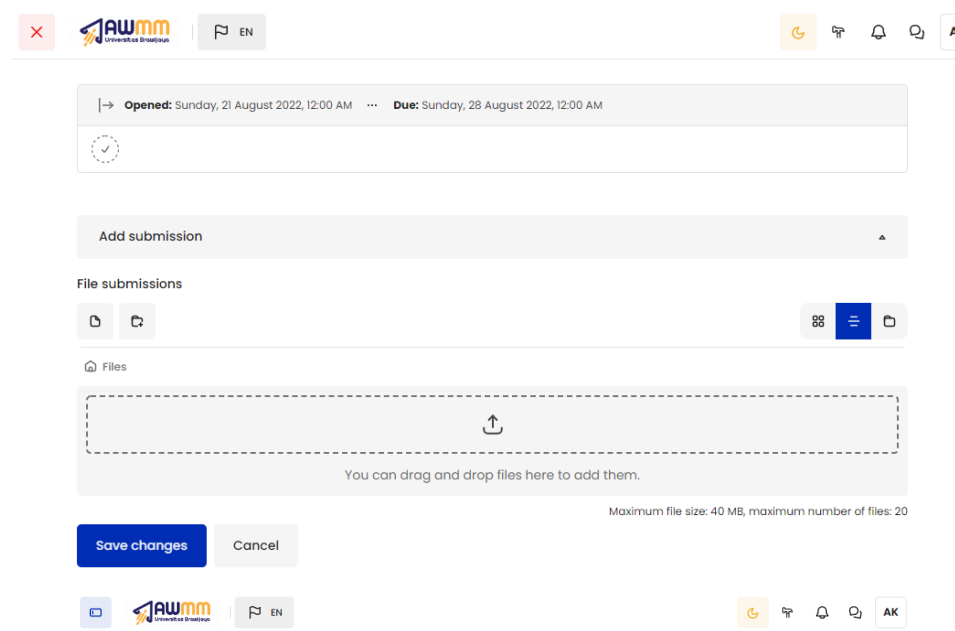 AWMM
Universitas Brawijaya
EN
Opened: Sunday, 21 August 2022, 12:00 AM ... Due: Sunday, 28 August 2022, 12:00 AM
Add submission
File submissions
Files
You can drag and drop files here to add them.
Maximum file size: 40 MB, maximum number of files: 20
Save changes
Cancel
AWMM
Universitas Brawijaya
EN
AK